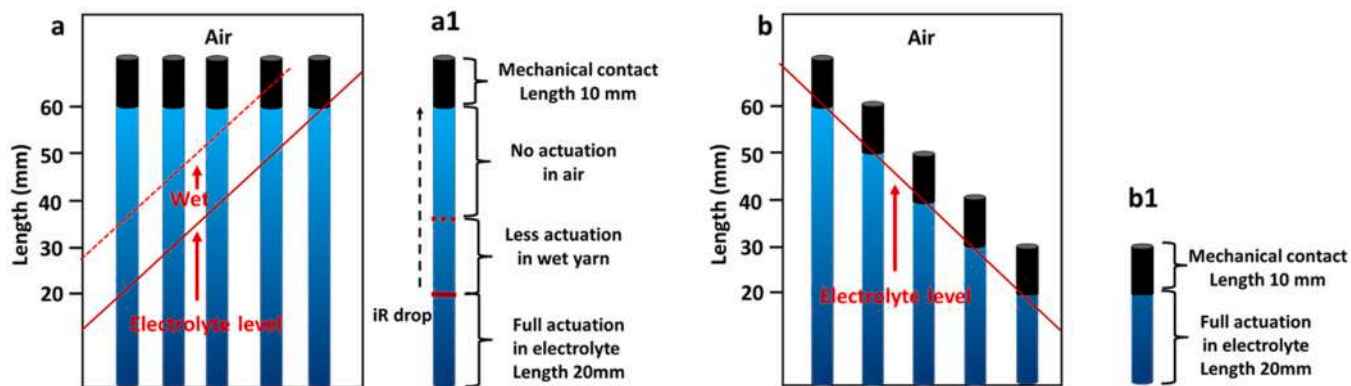 a
Air
Length (mm)
60
50
40
30
20
Wet
Electrolyte level
a1
Mechanical contact
Length 10 mm
No actuation
in air
Less actuation
in wet yarn
iR drop
Full actuation
in electrolyte
Length 20mm
b
Air
Length (mm)
60
50
40
30
20
Electrolyte level
b1
Mechanical contact
Length 10 mm
Full actuation
in electrolyte
Length 20mm